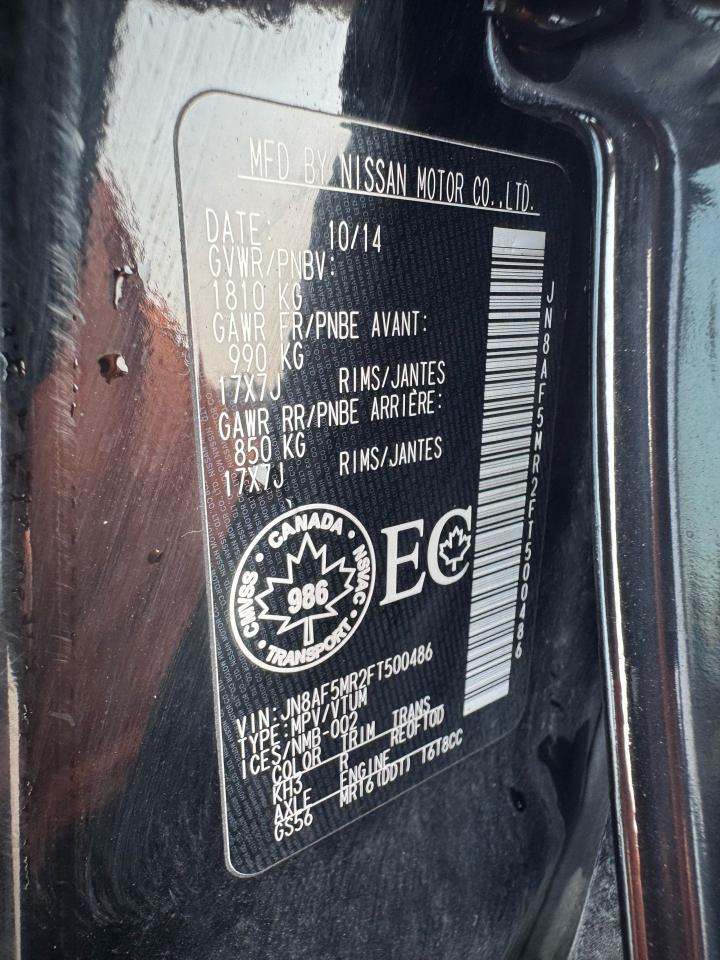 MFD BY NISSAN MOTOR CO.,LTD.
DATE: 10/14
GVWR/PNBV:
1810 KG
GAWR FR/PNBE AVANT:
990 KG
17X7J RIMS/JANTES
GAWR RR/PNBE ARRIÈRE:
850 KG
17X7J RIMS/JANTES
CANADA
CMVSS NSVAC
986
TRANSPORT
EC
JN8AF5MR2FT500486
VIN:JN8AF5MR2FT500486
TYPE:MPV/VTUM
ICES/NMB-002
COLOR TRIM TRANS
KH3 R RE0F10D
AXLE ENGINE
GS56 MR16(DDT) 1618CC